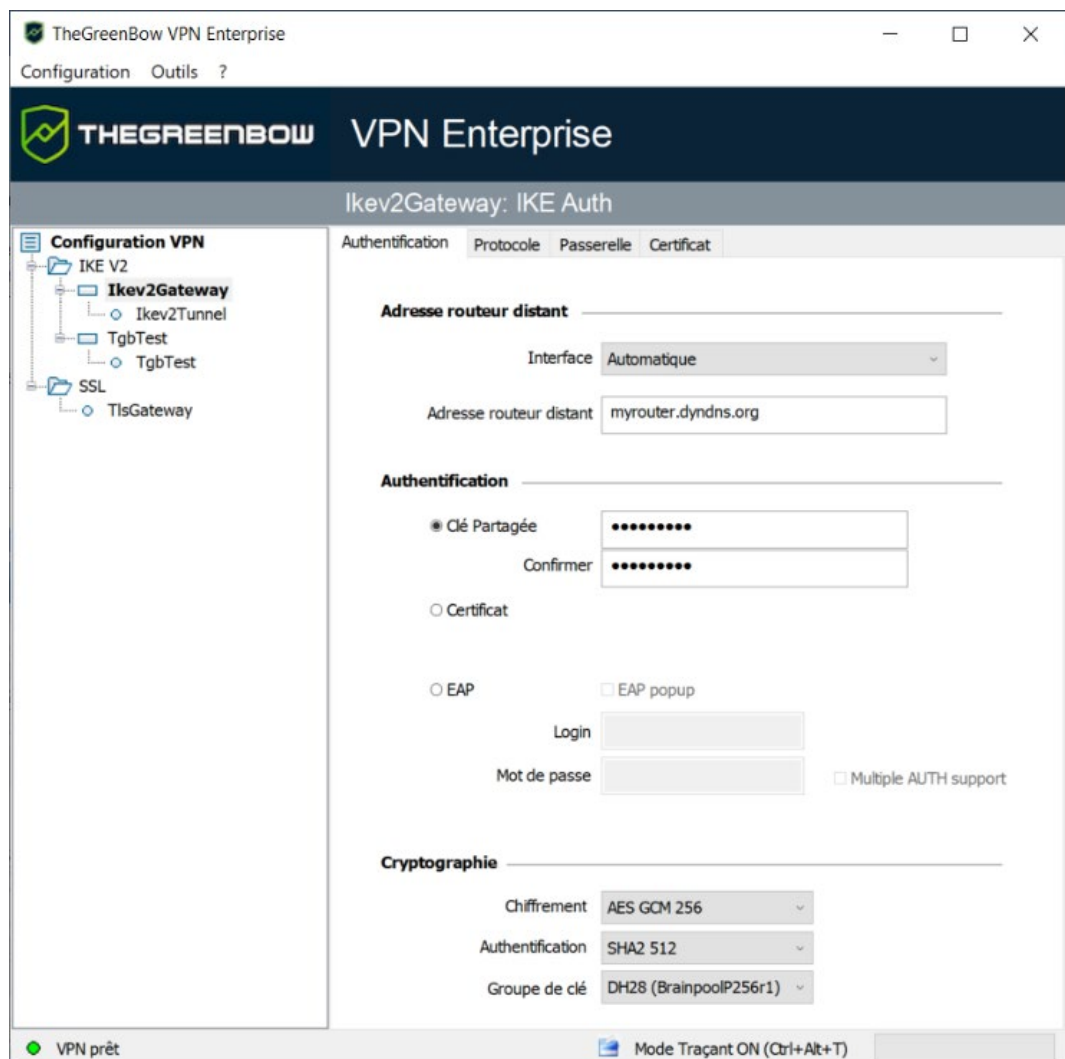 TheGreenBow VPN Enterprise
Configuration Outils ?
THEGREENBOW VPN Enterprise
Ikev2Gateway: IKE Auth
Configuration VPN
IKE V2
Ikev2Gateway
Ikev2Tunnel
TgbTest
TgbTest
SSL
TlsGateway
Authentification Protocole Passerelle Certificat
Adresse routeur distant
Interface Automatique
Adresse routeur distant myrouter.dyndns.org
Authentification
Clé Partagée •••••••••
Confirmer •••••••••
Certificat
EAP EAP popup
Login
Mot de passe Multiple AUTH support
Cryptographie
Chiffrement AES GCM 256
Authentification SHA2 512
Groupe de clé DH28 (BrainpoolP256r1)
VPN prêt Mode Traçant ON (Ctrl+Alt+T)